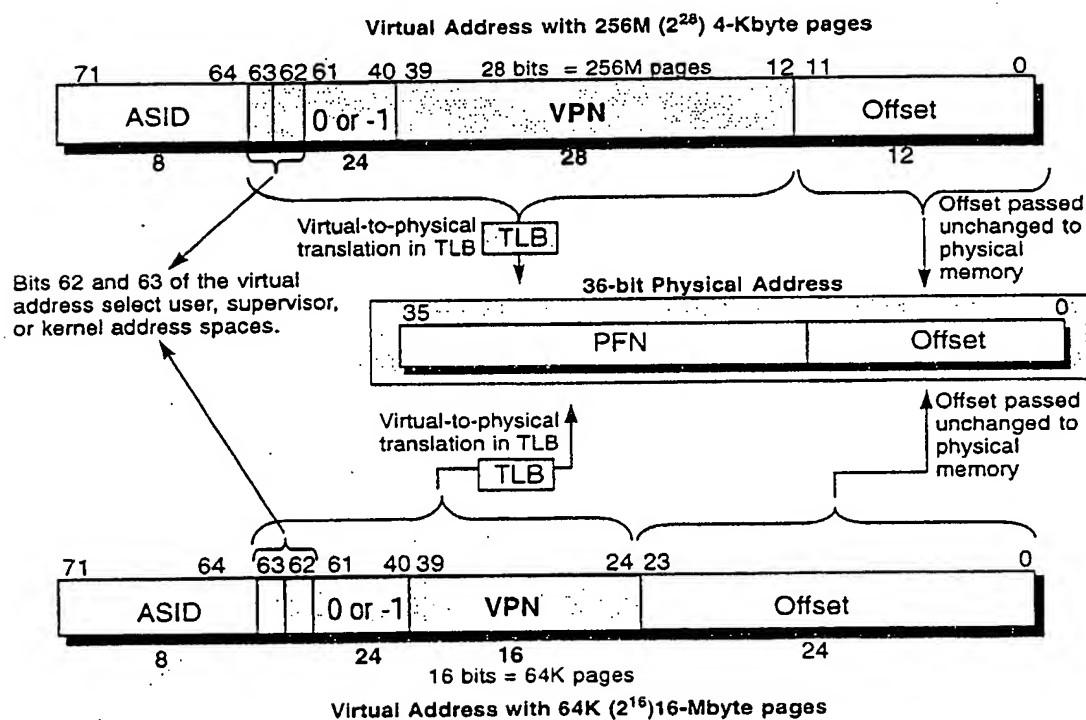 Virtual Address with 256M (2²⁸) 4-Kbyte pages
71 64 63 62 61 40 39 28 bits = 256M pages 12 11 0
ASID 0 or -1 VPN Offset
8 24 28 12
Virtual-to-physical
translation in TLB
TLB
Offset passed
unchanged to
physical
memory
Bits 62 and 63 of the virtual
address select user, supervisor,
or kernel address spaces.
36-bit Physical Address
35 0
PFN Offset
Virtual-to-physical
translation in TLB
TLB
Offset passed
unchanged to
physical
memory
71 64 63 62 61 40 39 24 23 0
ASID 0 or -1 VPN Offset
8 24 16 24
16 bits = 64K pages
Virtual Address with 64K (2¹⁶)16-Mbyte pages